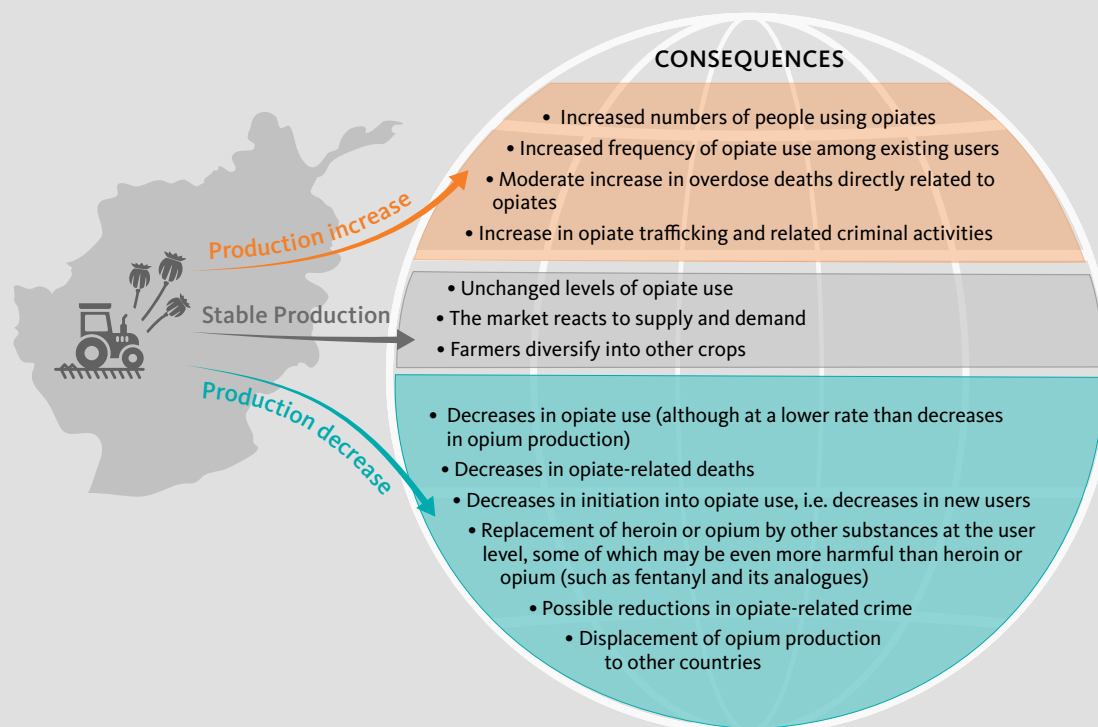 CONSEQUENCES
• Increased numbers of people using opiates
• Increased frequency of opiate use among existing users
• Moderate increase in overdose deaths directly related to
opiates
• Increase in opiate trafficking and related criminal activities
Production increase
• Unchanged levels of opiate use
• The market reacts to supply and demand
• Farmers diversify into other crops
Stable Production
Production decrease
• Decreases in opiate use (although at a lower rate than decreases
in opium production)
• Decreases in opiate-related deaths
• Decreases in initiation into opiate use, i.e. decreases in new users
• Replacement of heroin or opium by other substances at the user
level, some of which may be even more harmful than heroin or
opium (such as fentanyl and its analogues)
• Possible reductions in opiate-related crime
• Displacement of opium production
to other countries